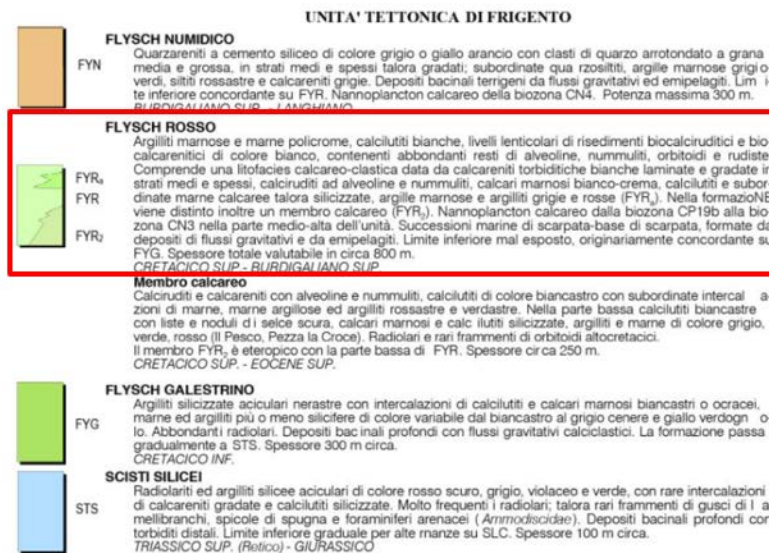 UNITA' TETTONICA DI FRIGENTO
FLYSCH NUMIDICO
FYN
Quarzareniti a cemento siliceo di colore grigio o giallo arancio con clasti di quarzo arrotondato a grana
media e grossa, in strati medi e spessi talora gradati; subordinate qua rzosiltiti, argille marnose grigio
verdi, siltiti rossastre e calcareniti grigie. Depositi bacinali terrigeni da flussi gravitativi ed emipelagiti. Lim i-
te inferiore concordante su FYR. Nannoplancton calcareo della biozona CN4. Potenza massima 300 m.
BURDIGALIANO SUP. - LANGHIANO
FLYSCH ROSSO
Argilliti marnose e marne policrome, calcilutiti bianche, livelli lenticolari di risedimenti biocalciruditici e bio-
calcarenitici di colore bianco, contenenti abbondanti resti di alveoline, nummuliti, orbitoidi e rudiste.
Comprende una litofacies calcareo-clastica data da calcareniti torbiditiche bianche laminate e gradate in
strati medi e spessi, calciruditi ad alveoline e nummuliti, calcari marnosi bianco-crema, calcilutiti e subor-
dinate marne calcaree talora silicizzate, argille marnose e argilliti grigie e rosse (FYRa). Nella formazioNE
viene distinto inoltre un membro calcareo (FYR2). Nannoplancton calcareo dalla biozona CP19b alla bio-
zona CN3 nella parte medio-alta dell'unità. Successioni marine di scarpata-base di scarpata, formate da
depositi di flussi gravitativi e da emipelagiti. Limite inferiore mal esposto, originariamente concordante su
FYG. Spessore totale valutabile in circa 800 m.
CRETACICO SUP. - BURDIGALIANO SUP.
FYRa
FYR
FYR2
Membro calcareo
Calciruditi e calcareniti con alveoline e nummuliti, calcilutiti di colore biancastro con subordinate intercal a-
zioni di marne, marne argillose ed argilliti rossastre e verdastre. Nella parte bassa calcilutiti biancastre
con liste e noduli d i selce scura, calcari marnosi e calc ilutiti silicizzate, argilliti e marne di colore grigio,
verde, rosso (Il Pesco, Pezza la Croce). Radiolari e rari frammenti di orbitoidi altocretacici.
Il membro FYR2 è eteropico con la parte bassa di FYR. Spessore circa 250 m.
CRETACICO SUP. - EOCENE SUP.
FLYSCH GALESTRINO
FYG
Argilliti silicizzate aciculari nerastre con intercalazioni di calcilutiti e calcari marnosi biancastri o ocracei,
marne ed argilliti più o meno silicifere di colore variabile dal biancastro al grigio cenere e giallo verdogn o-
lo. Abbondanti radiolari. Depositi bac inali profondi con flussi gravitativi calciclastici. La formazione passa
gradualmente a STS. Spessore 300 m circa.
CRETACICO INF.
SCISTI SILICEI
STS
Radiolariti ed argilliti silicee aciculari di colore rosso scuro, grigio, violaceo e verde, con rare intercalazioni
di calcareniti gradate e calcilutiti silicizzate. Molto frequenti i radiolari; talora rari frammenti di gusci di l a-
mellibranchi, spicole di spugna e foraminiferi arenacei (Ammodiscidae). Depositi bacinali profondi con
torbiditi distali. Limite inferiore graduale per alte rnanze su SLC. Spessore 100 m circa.
TRIASSICO SUP. (Retico) - GIURASSICO